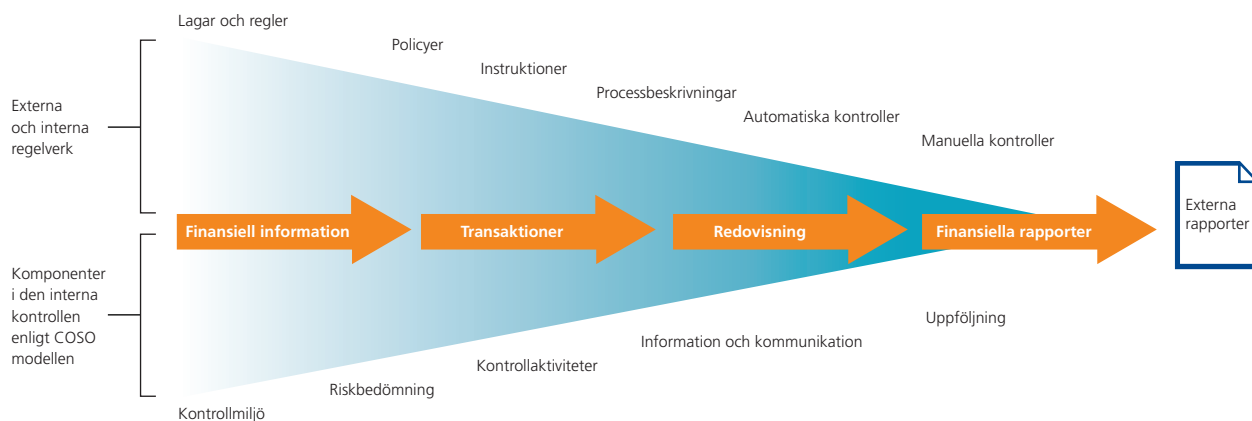 Lagar och regler
Policyer
Instruktioner
Processbeskrivningar
Automatiska kontroller
Manuella kontroller
Externa
och interna
regelverk
Finansiell information
Transaktioner
Redovisning
Finansiella rapporter
Externa
rapporter
Komponenter
i den interna
kontrollen
enligt COSO
modellen
Uppföljning
Information och kommunikation
Kontrollaktiviteter
Riskbedömning
Kontrollmiljö